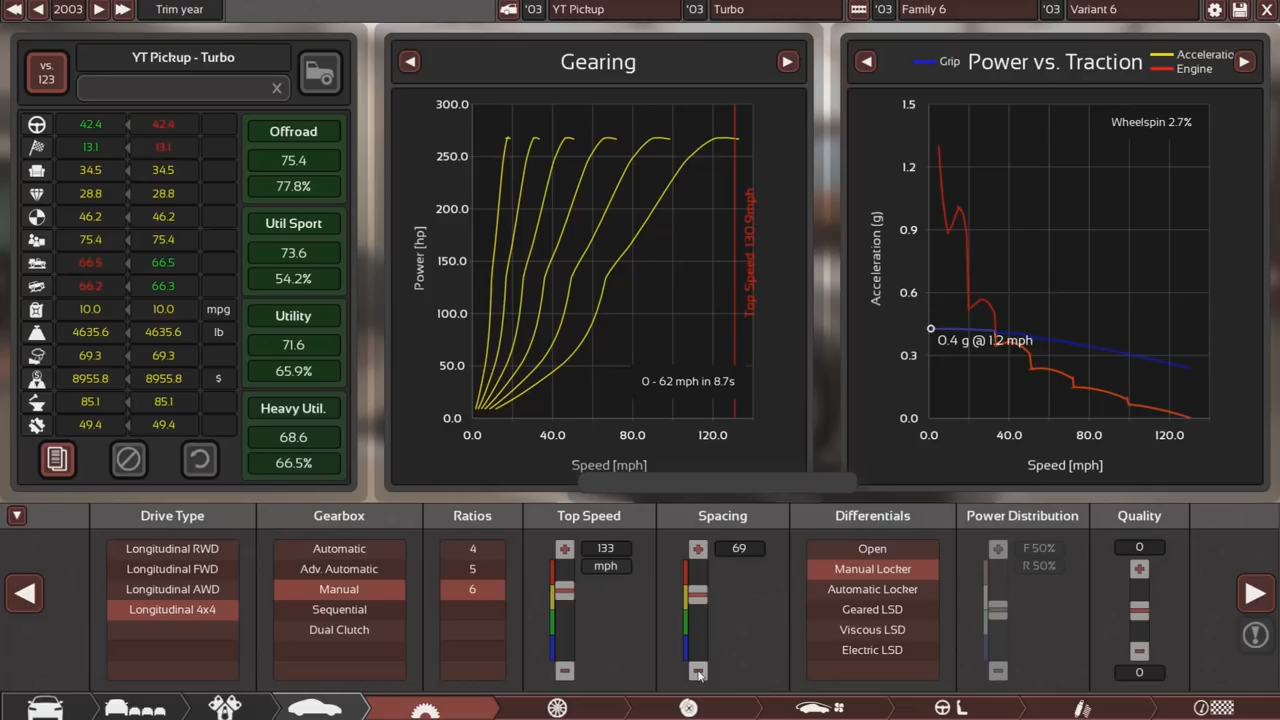 2003
Trim year
'03
YT Pickup
'03
Turbo
'03
Family 6
'03
Variant 6
vs.
123
YT Pickup - Turbo
X
42.4 42.4
13.1 13.1
34.5 34.5
28.8 28.8
46.2 46.2
75.4 75.4
66.5 66.5
66.2 66.3
10.0 10.0 mpg
4635.6 4635.6 lb
69.3 69.3
8955.8 8955.8 $
85.1 85.1
49.4 49.4
Offroad
75.4
77.8%
Util Sport
73.6
54.2%
Utility
71.6
65.9%
Heavy Util.
68.6
66.5%
Gearing
300.0
250.0
200.0
150.0
100.0
50.0
0.0
Power [hp]
0.0 40.0 80.0 120.0
Speed [mph]
0 - 62 mph in 8.7s
Top Speed 130.9mph
Grip
Power vs. Traction
Acceleratio
Engine
Wheelspin 2.7%
1.5
1.2
0.9
0.6
0.3
0.0
Acceleration [g]
0.4 g @ 1.2 mph
0.0 40.0 80.0 120.0
Speed [mph]
Drive Type
Longitudinal RWD
Longitudinal FWD
Longitudinal AWD
Longitudinal 4x4
Gearbox
Automatic
Adv. Automatic
Manual
Sequential
Dual Clutch
Ratios
4
5
6
Top Speed
133
mph
Spacing
69
Differentials
Open
Manual Locker
Automatic Locker
Geared LSD
Viscous LSD
Electric LSD
Power Distribution
F 50%
R 50%
Quality
0
0